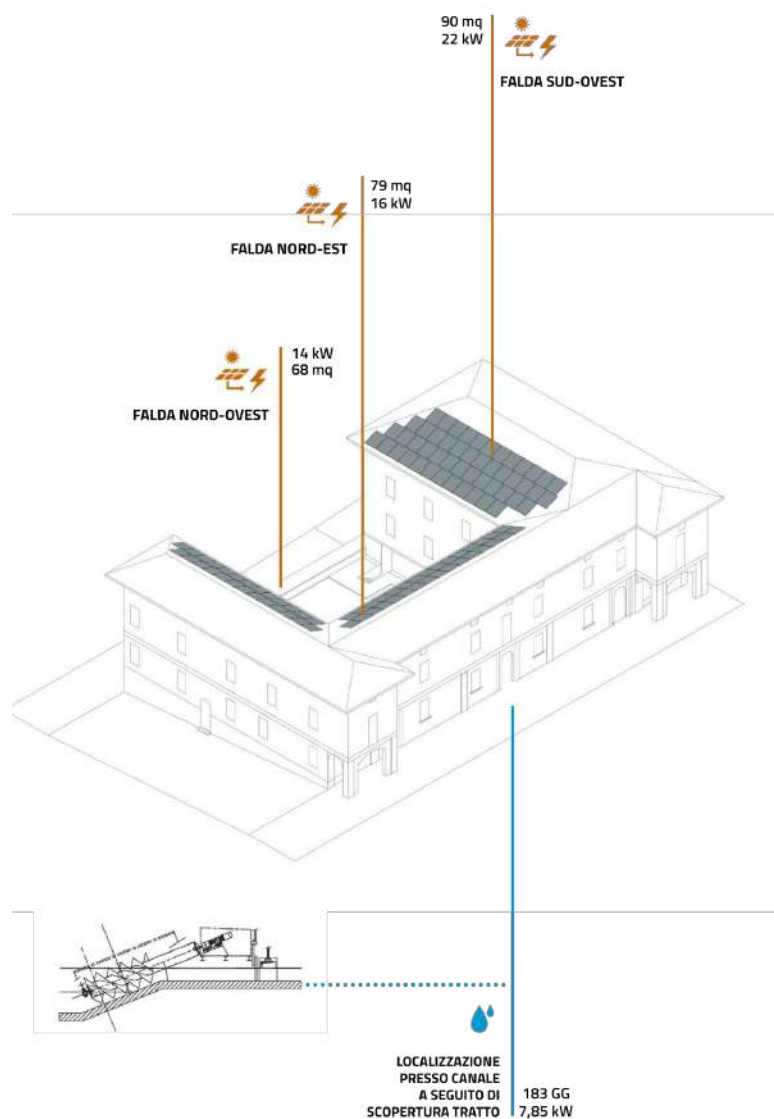 90 mq
22 kW
FALDA SUD-OVEST
79 mq
16 kW
FALDA NORD-EST
14 kW
68 mq
FALDA NORD-OVEST
LOCALIZZAZIONE
PRESSO CANALE
A SEGUITO DI
SCOPERTURA TRATTO
183 GG
7,85 kW